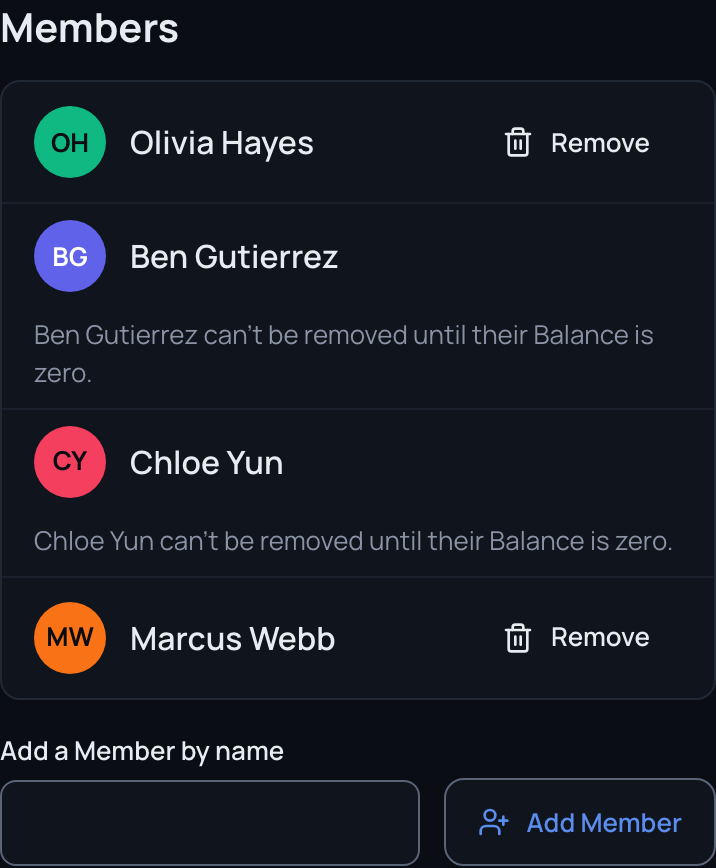 Members
OH Olivia Hayes Remove
BG Ben Gutierrez
Ben Gutierrez can't be removed until their Balance is
zero.
CY Chloe Yun
Chloe Yun can't be removed until their Balance is zero.
MW Marcus Webb Remove
Add a Member by name
Add Member